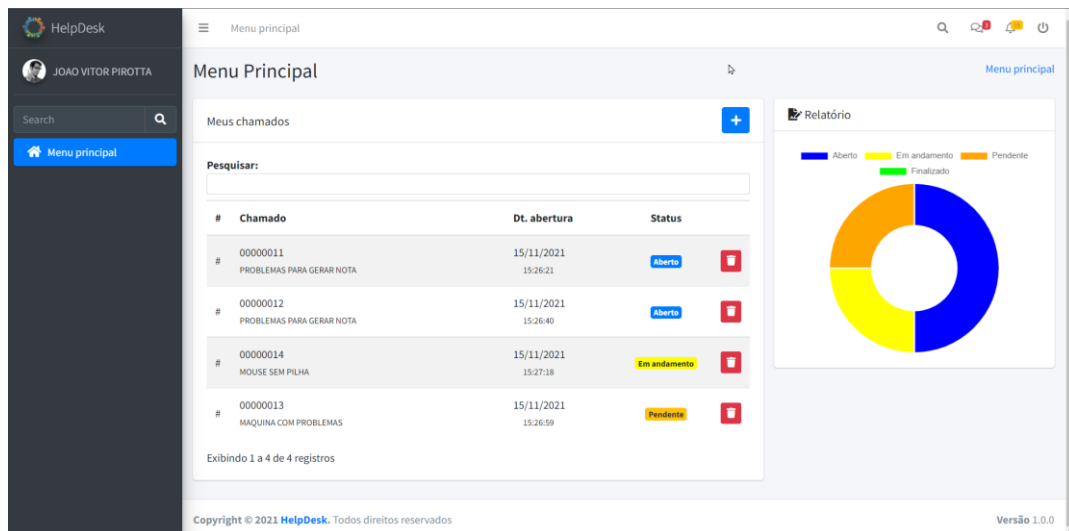 HelpDesk
Menu principal
3
15
JOAO VITOR PIROTTA
Menu Principal
Menu principal
Search
Menu principal
Meus chamados
Relatório
Pesquisar:
Aberto Em andamento Pendente
Finalizado
# Chamado Dt. abertura Status
# 00000011 15/11/2021 Aberto
PROBLEMAS PARA GERAR NOTA 15:26:21
# 00000012 15/11/2021 Aberto
PROBLEMAS PARA GERAR NOTA 15:26:40
# 00000014 15/11/2021 Em andamento
MOUSE SEM PILHA 15:27:18
# 00000013 15/11/2021 Pendente
MAQUINA COM PROBLEMAS 15:26:59
Exibindo 1 a 4 de 4 registros
Copyright © 2021 HelpDesk. Todos direitos reservados
Versão 1.0.0